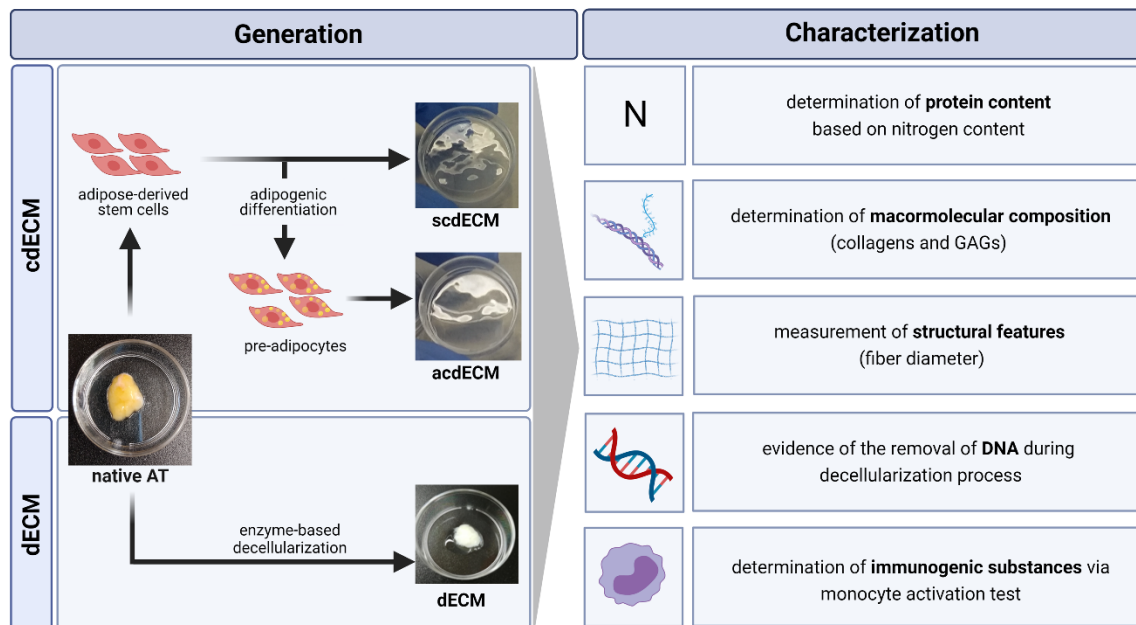 Generation
Characterization
cdECM
adipose-derived
stem cells
adipogenic
differentiation
scdECM
pre-adipocytes
acdECM
native AT
dECM
enzyme-based
decellularization
dECM
N
determination of protein content
based on nitrogen content
determination of macormolecular composition
(collagens and GAGs)
measurement of structural features
(fiber diameter)
evidence of the removal of DNA during
decellularization process
determination of immunogenic substances via
monocyte activation test